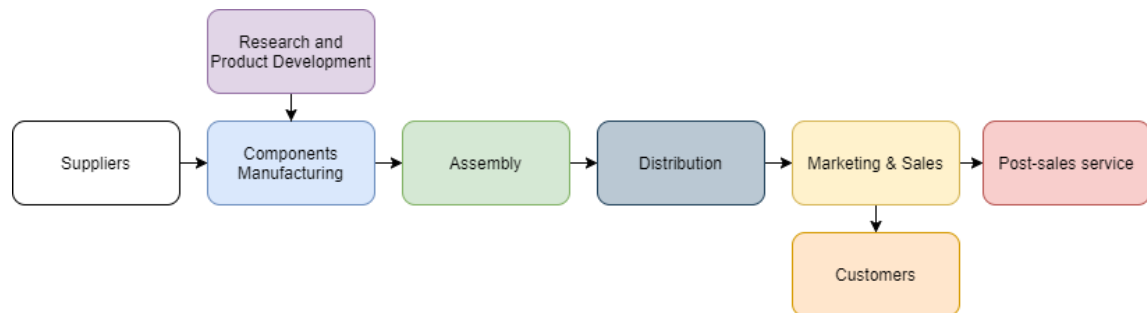 Research and
Product Development
Suppliers
Components
Manufacturing
Assembly
Distribution
Marketing & Sales
Post-sales service
Customers